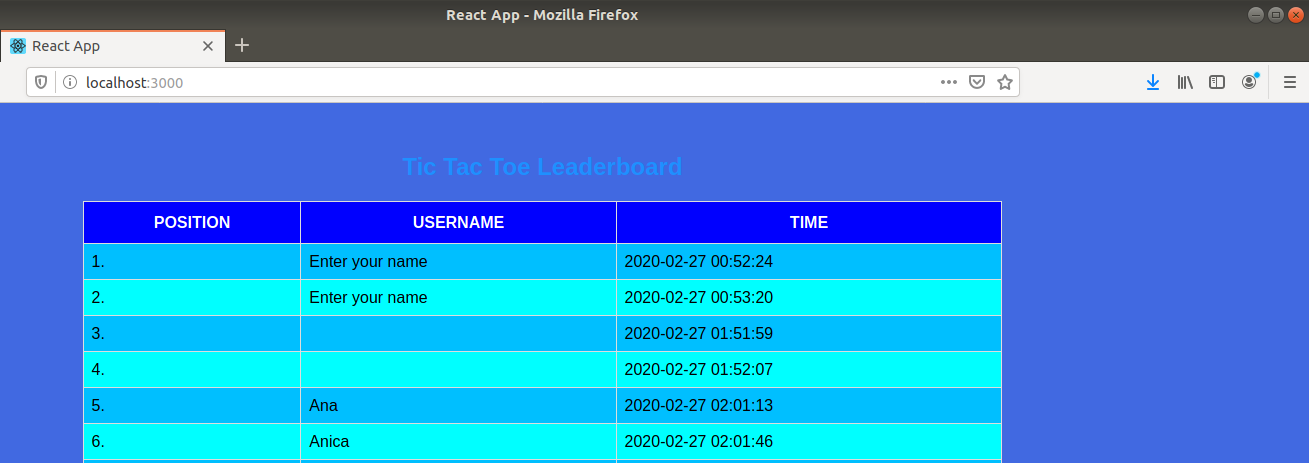 React App - Mozilla Firefox
React App
localhost:3000
Tic Tac Toe Leaderboard
POSITION USERNAME TIME
1. Enter your name 2020-02-27 00:52:24
2. Enter your name 2020-02-27 00:53:20
3. 2020-02-27 01:51:59
4. 2020-02-27 01:52:07
5. Ana 2020-02-27 02:01:13
6. Anica 2020-02-27 02:01:46